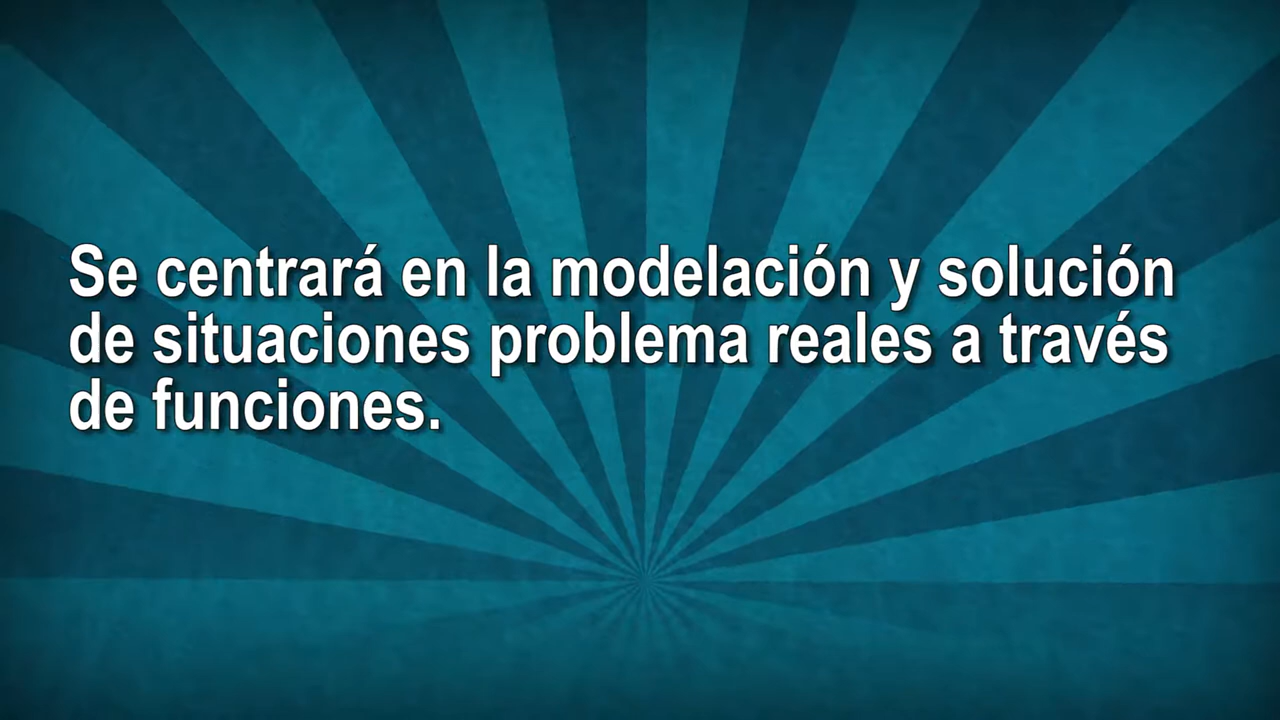 Se centrará en la modelación y solución
de situaciones problema reales a través
de funciones.